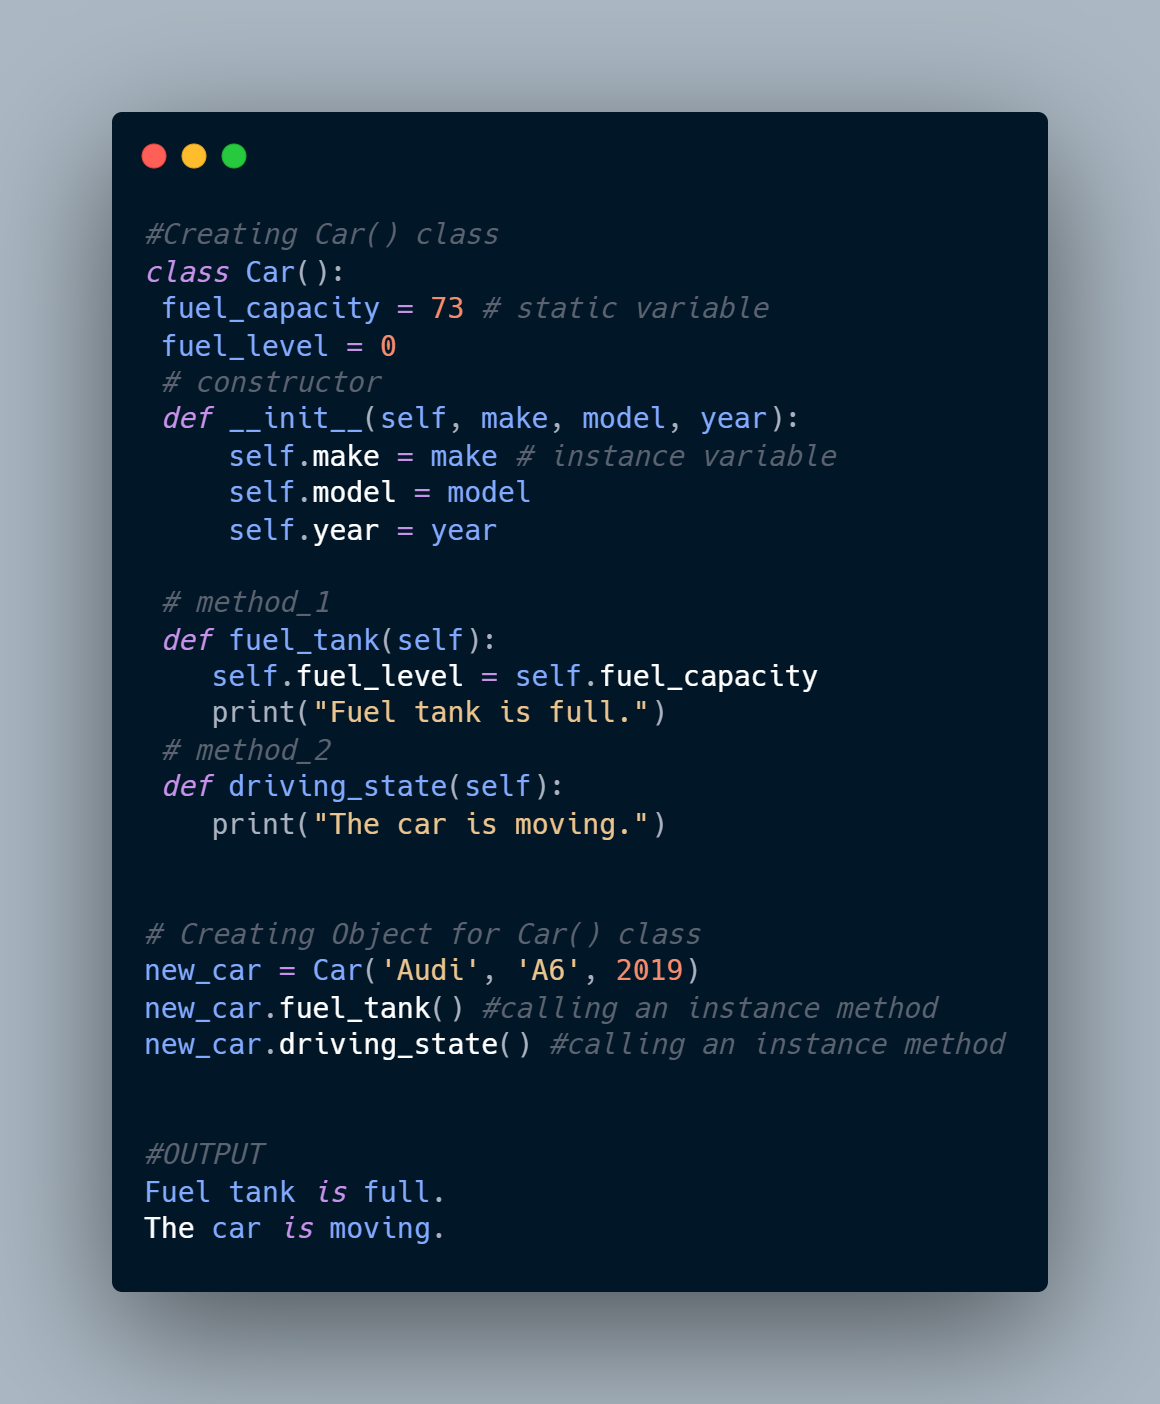 #Creating Car() class
class Car():
 fuel_capacity = 73 # static variable
 fuel_level = 0
 # constructor
 def __init__(self, make, model, year):
     self.make = make # instance variable
     self.model = model
     self.year = year

 # method_1
 def fuel_tank(self):
    self.fuel_level = self.fuel_capacity
    print("Fuel tank is full.")
 # method_2
 def driving_state(self):
    print("The car is moving.")


# Creating Object for Car() class
new_car = Car('Audi', 'A6', 2019)
new_car.fuel_tank() #calling an instance method
new_car.driving_state() #calling an instance method


#OUTPUT
Fuel tank is full.
The car is moving.